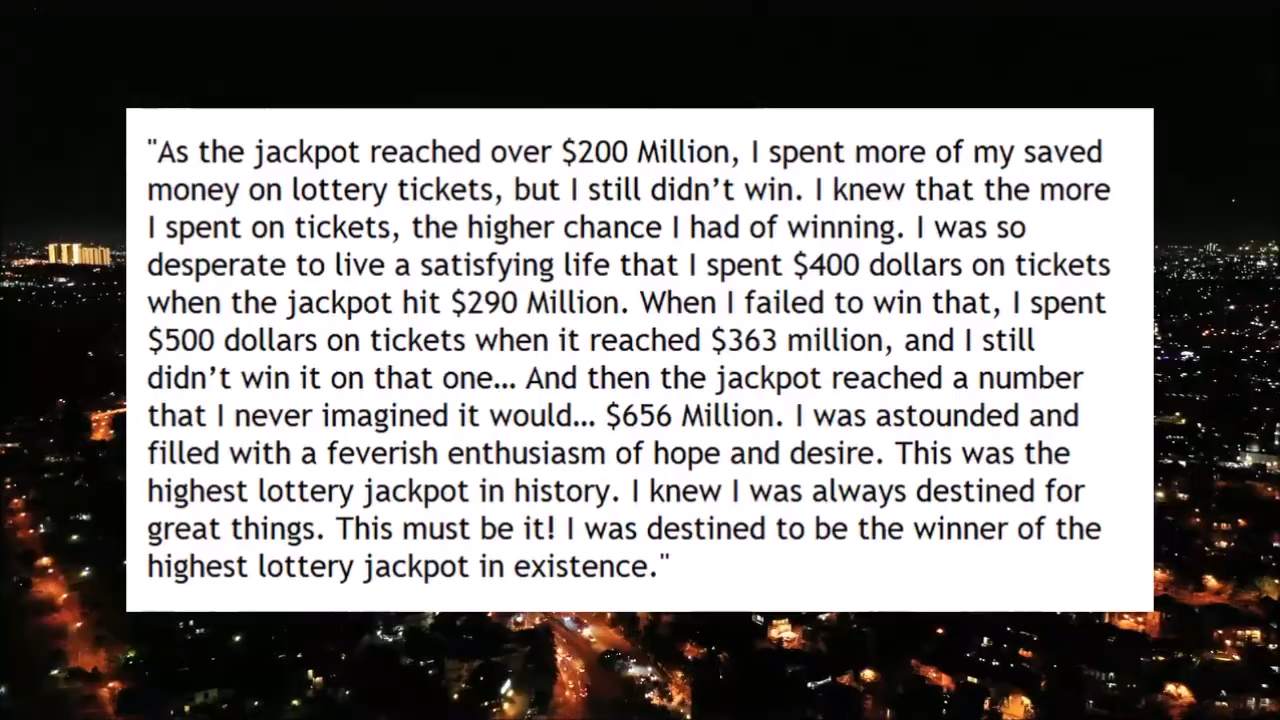 "As the jackpot reached over $200 Million, I spent more of my saved
money on lottery tickets, but I still didn’t win. I knew that the more
I spent on tickets, the higher chance I had of winning. I was so
desperate to live a satisfying life that I spent $400 dollars on tickets
when the jackpot hit $290 Million. When I failed to win that, I spent
$500 dollars on tickets when it reached $363 million, and I still
didn’t win it on that one... And then the jackpot reached a number
that I never imagined it would... $656 Million. I was astounded and
filled with a feverish enthusiasm of hope and desire. This was the
highest lottery jackpot in history. I knew I was always destined for
great things. This must be it! I was destined to be the winner of the
highest lottery jackpot in existence."